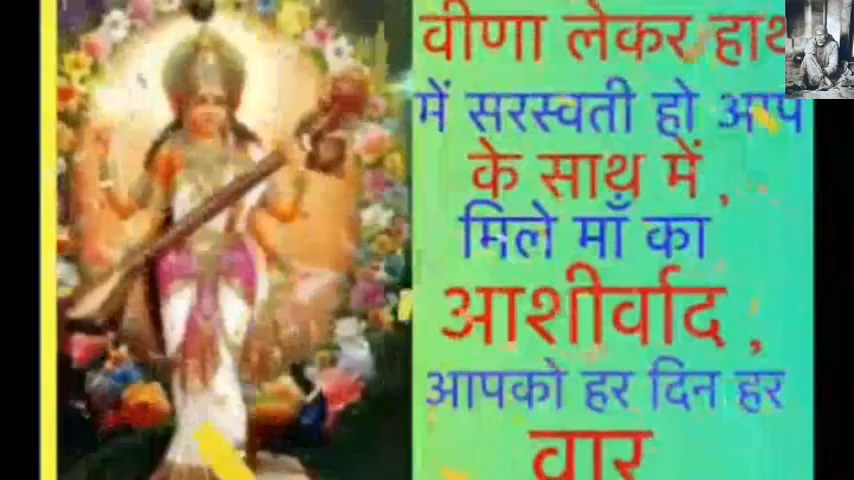 वीणा लेकर हाथ
में सरस्वती हो आप
के साथ में ,
मिले माँ का
आशीर्वाद ,
आपको हर दिन हर
वार